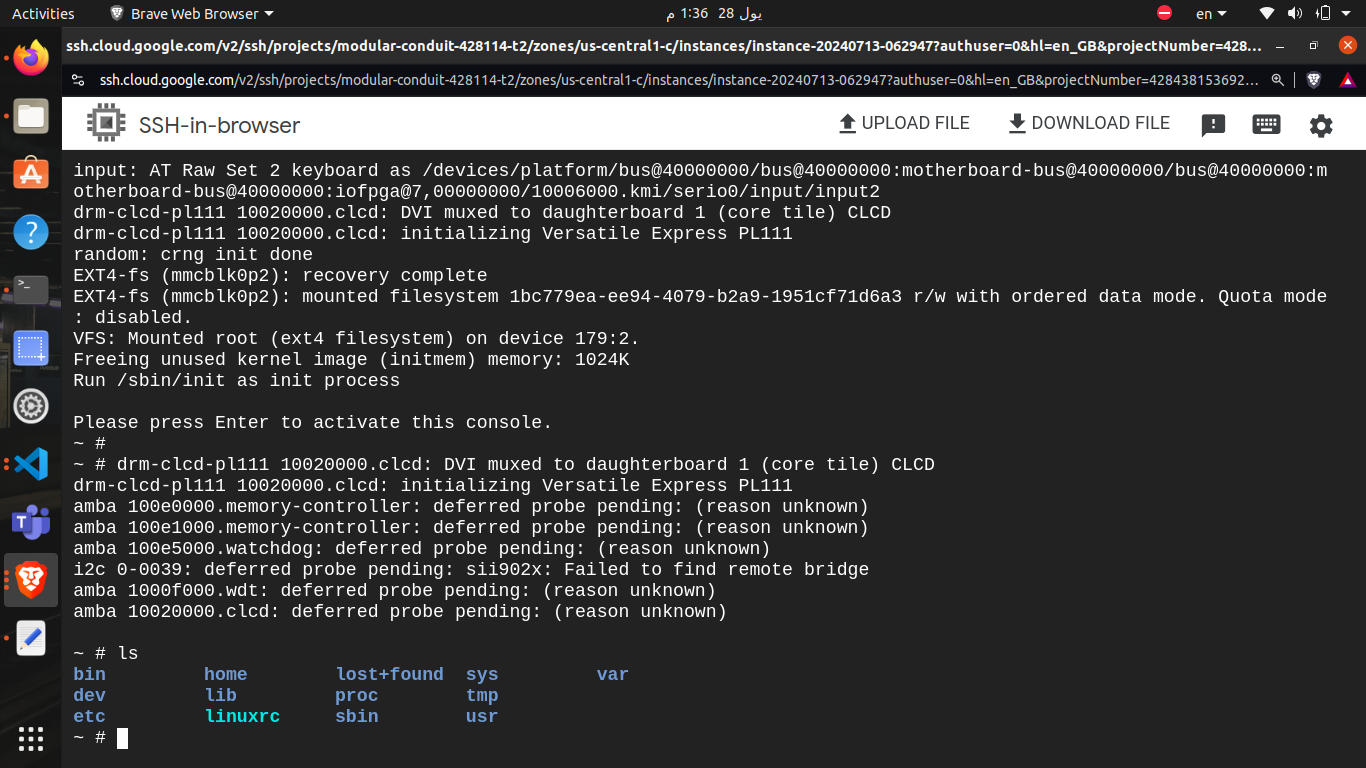 Activities
Brave Web Browser
يول 28  1:36 م
en
ssh.cloud.google.com/v2/ssh/projects/modular-conduit-428114-t2/zones/us-central1-c/instances/instance-20240713-062947?authuser=0&hl=en_GB&projectNumber=428...
ssh.cloud.google.com/v2/ssh/projects/modular-conduit-428114-t2/zones/us-central1-c/instances/instance-20240713-062947?authuser=0&hl=en_GB&projectNumber=428438153692...
SSH-in-browser
UPLOAD FILE
DOWNLOAD FILE
input: AT Raw Set 2 keyboard as /devices/platform/bus@40000000/bus@40000000:motherboard-bus@40000000/bus@40000000:m
otherboard-bus@40000000:iofpga@7,00000000/10006000.kmi/serio0/input/input2
drm-clcd-pl111 10020000.clcd: DVI muxed to daughterboard 1 (core tile) CLCD
drm-clcd-pl111 10020000.clcd: initializing Versatile Express PL111
random: crng init done
EXT4-fs (mmcblk0p2): recovery complete
EXT4-fs (mmcblk0p2): mounted filesystem 1bc779ea-ee94-4079-b2a9-1951cf71d6a3 r/w with ordered data mode. Quota mode
: disabled.
VFS: Mounted root (ext4 filesystem) on device 179:2.
Freeing unused kernel image (initmem) memory: 1024K
Run /sbin/init as init process
Please press Enter to activate this console.
~ #
~ # drm-clcd-pl111 10020000.clcd: DVI muxed to daughterboard 1 (core tile) CLCD
drm-clcd-pl111 10020000.clcd: initializing Versatile Express PL111
amba 100e0000.memory-controller: deferred probe pending: (reason unknown)
amba 100e1000.memory-controller: deferred probe pending: (reason unknown)
amba 100e5000.watchdog: deferred probe pending: (reason unknown)
i2c 0-0039: deferred probe pending: sii902x: Failed to find remote bridge
amba 1000f000.wdt: deferred probe pending: (reason unknown)
amba 10020000.clcd: deferred probe pending: (reason unknown)
~ # ls
bin home lost+found sys var
dev lib proc tmp
etc linuxrc sbin usr
~ #